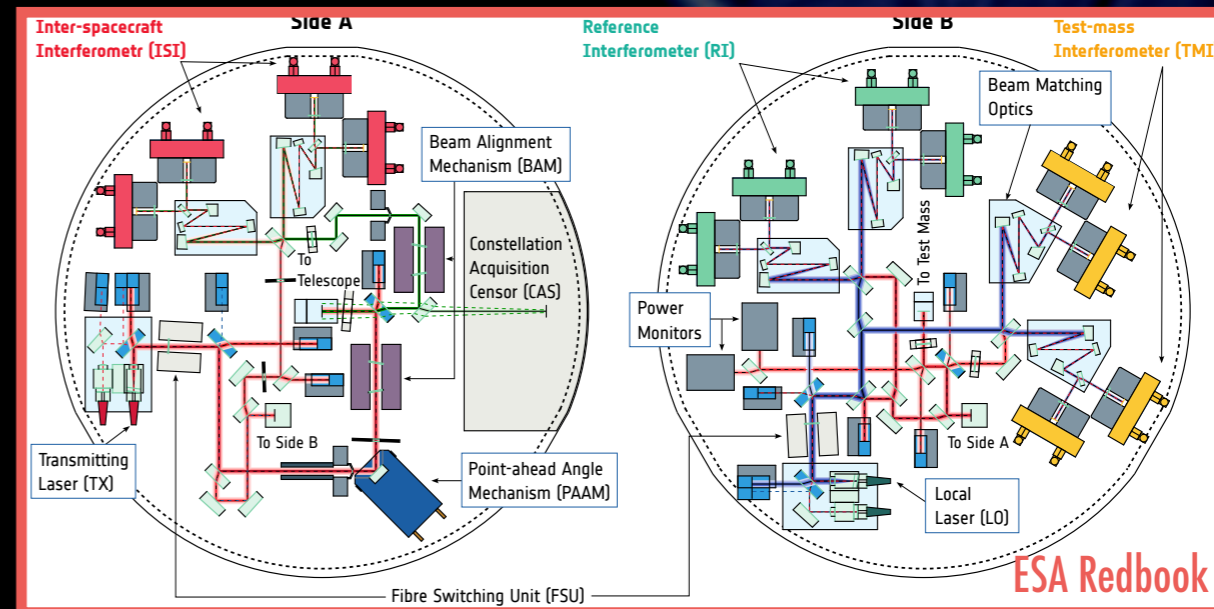 Side A
Side B
Inter-spacecraft
Interferometr (ISI)
Reference
Interferometer (RI)
Test-mass
Interferometer (TMI
Beam Matching
Optics
Beam Alignment
Mechanism (BAM)
Constellation
Acquisition
Censor (CAS)
To
Telescope
To Test Mass
Power
Monitors
To Side B
To Side A
Transmitting
Laser (TX)
Point-ahead Angle
Mechanism (PAAM)
Local
Laser (LO)
Fibre Switching Unit (FSU)
ESA Redbook